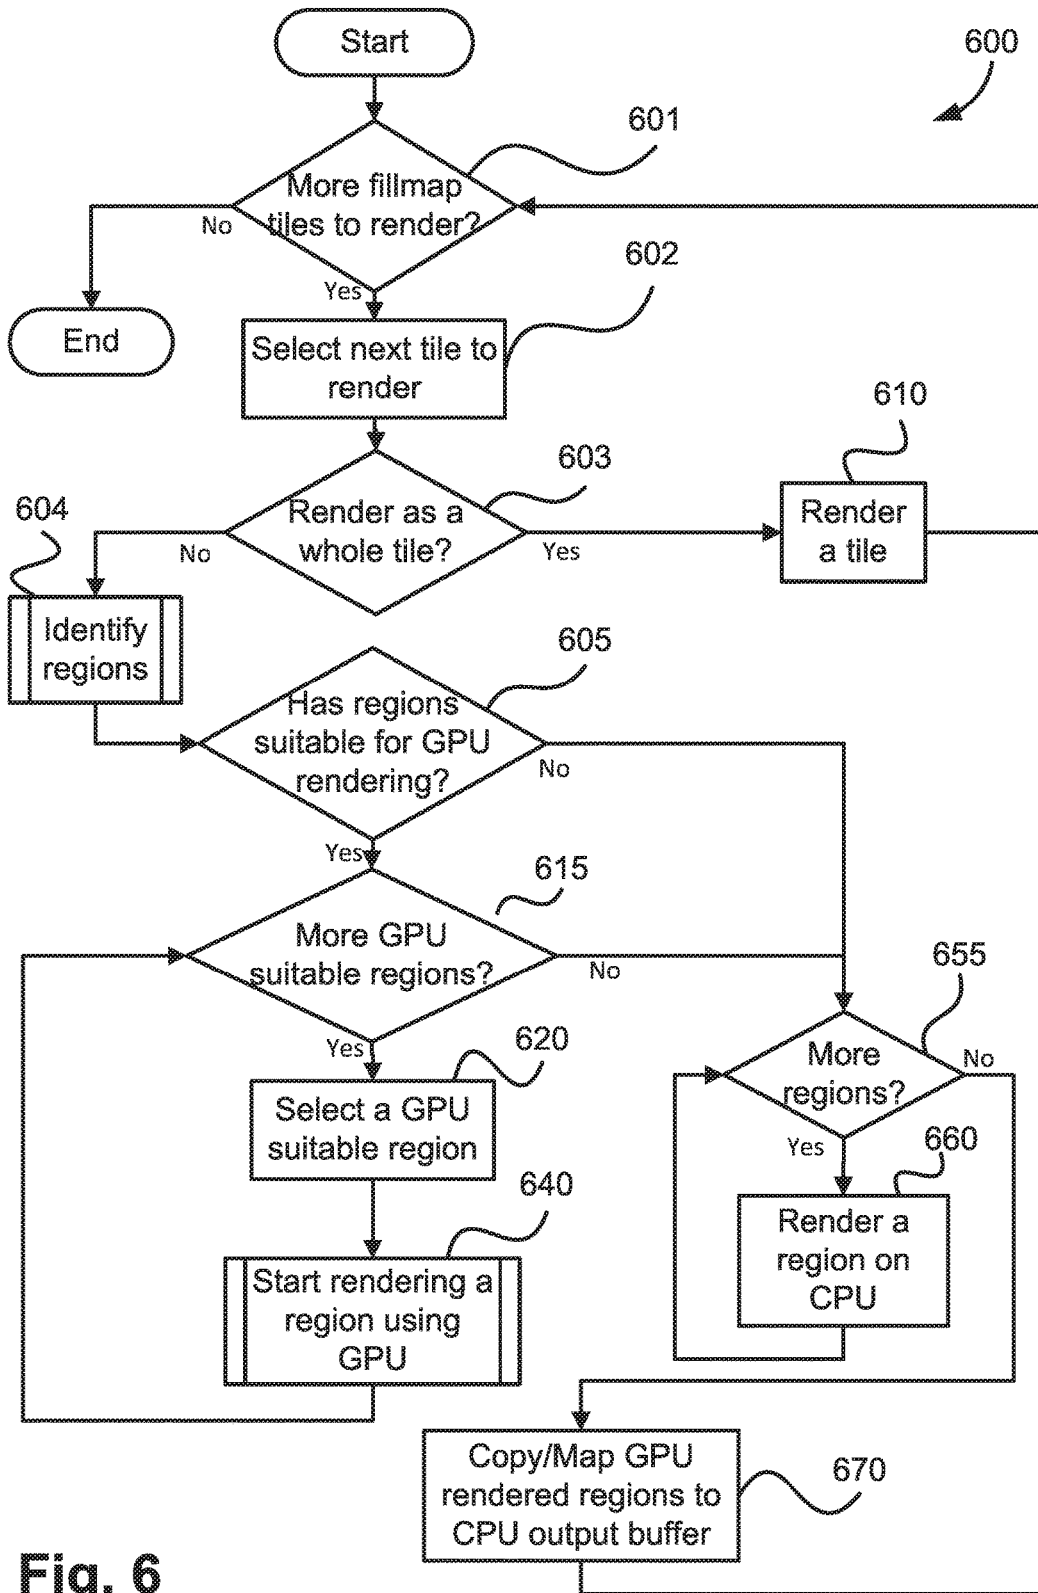 Start
600
601
More fillmap
tiles to render?
No
Yes
602
End
Select next tile to
render
610
603
604
Render as a
whole tile?
No
Yes
Render
a tile
Identify
regions
605
Has regions
suitable for GPU
rendering?
No
Yes
615
More GPU
suitable regions?
No
655
Yes
620
More
regions?
No
Select a GPU
suitable region
Yes
660
640
Render a
region on
CPU
Start rendering a
region using
GPU
Copy/Map GPU
rendered regions to
CPU output buffer
670
Fig. 6